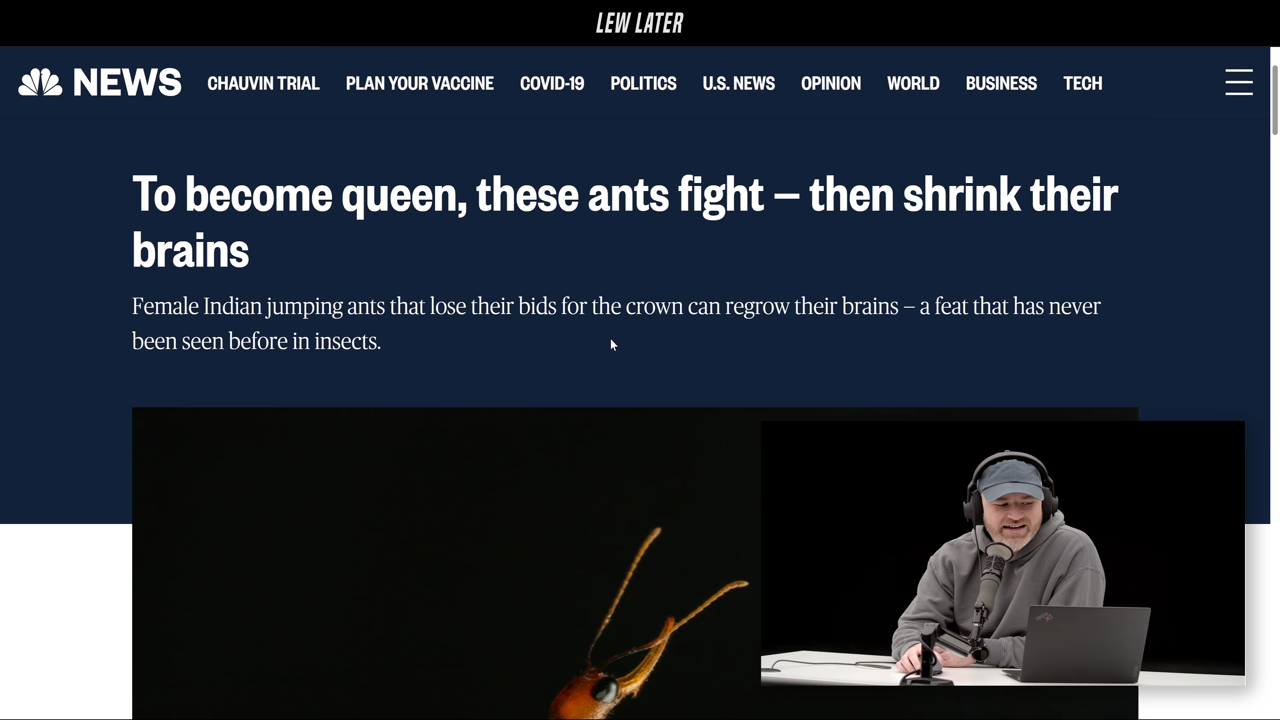 LEW LATER
NEWS CHAUVIN TRIAL PLAN YOUR VACCINE COVID-19 POLITICS U.S. NEWS OPINION WORLD BUSINESS TECH
To become queen, these ants fight – then shrink their
brains
Female Indian jumping ants that lose their bids for the crown can regrow their brains – a feat that has never
been seen before in insects.